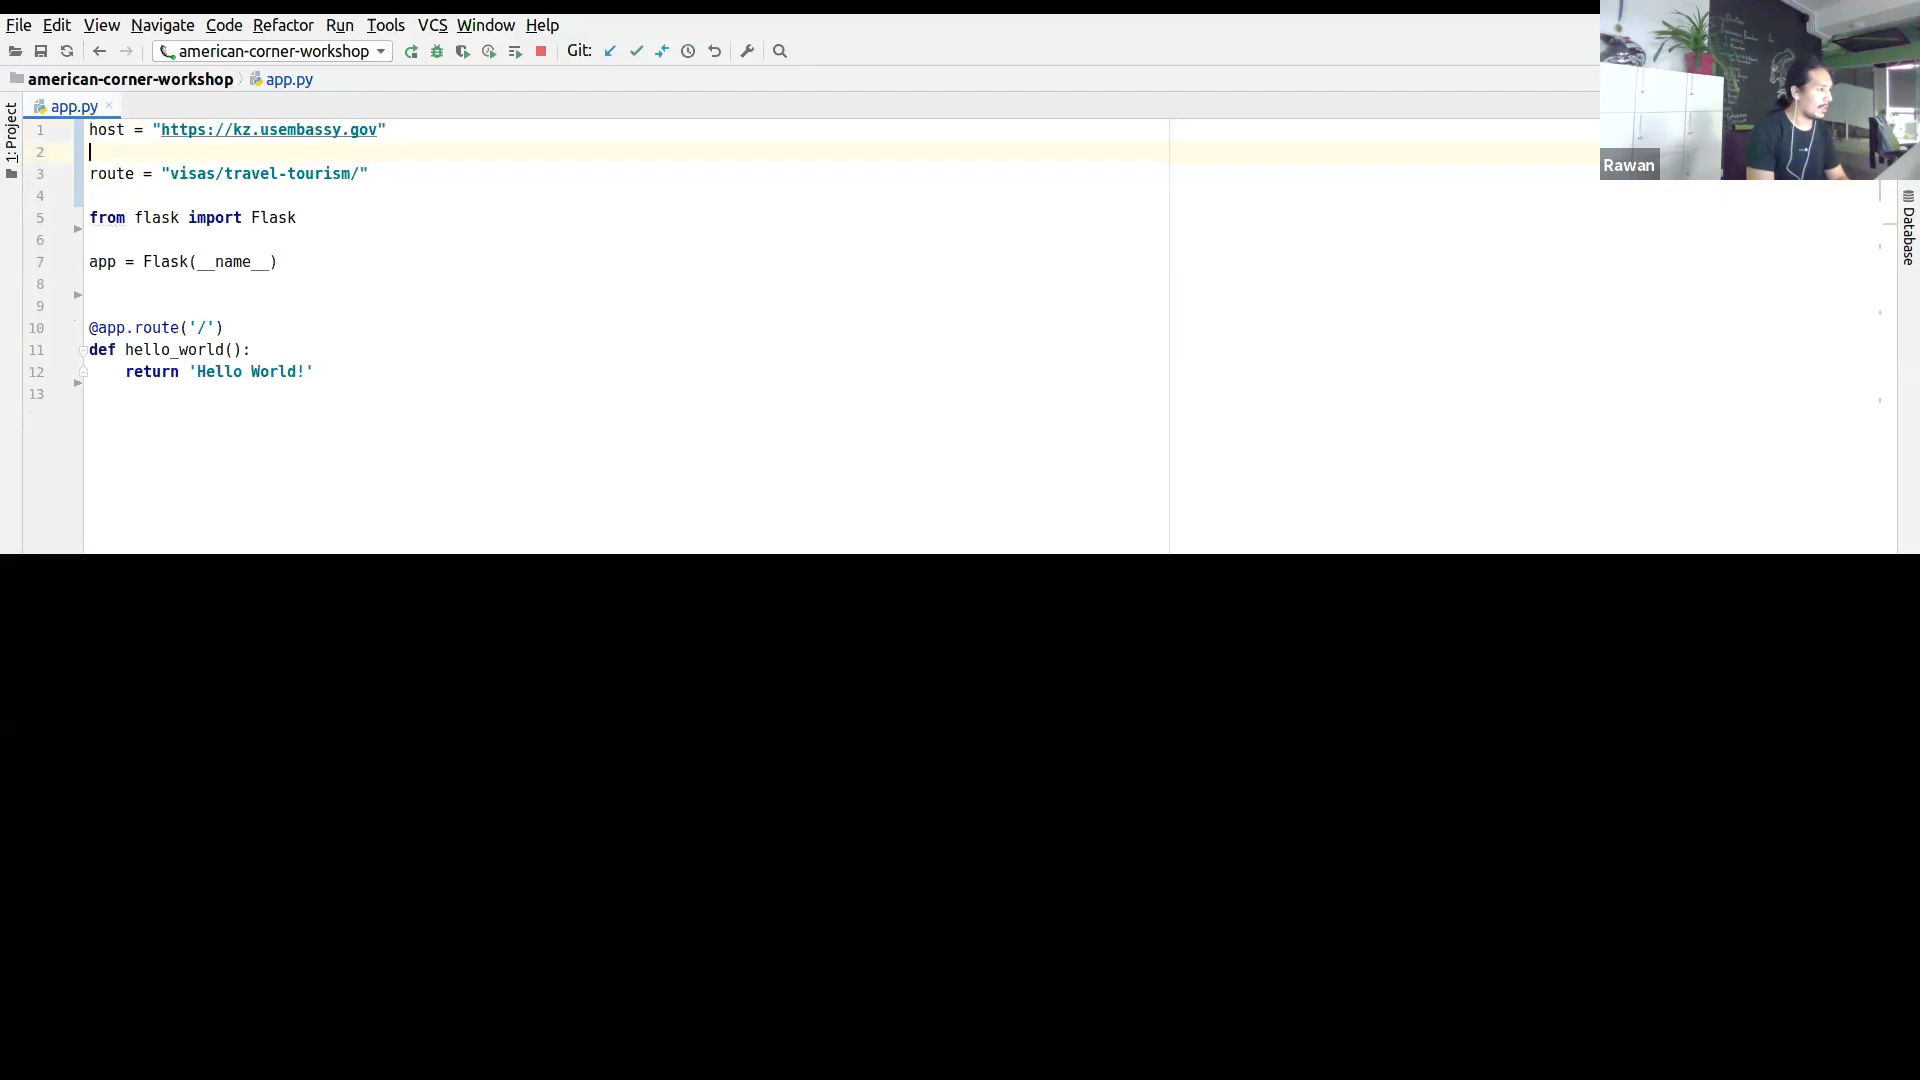 File Edit View Navigate Code Refactor Run Tools VCS Window Help
american-corner-workshop Git:
american-corner-workshop app.py
app.py
1: Project
1 host = "https://kz.usembassy.gov"
2
3 route = "visas/travel-tourism/"
4
5 from flask import Flask
6
7 app = Flask(__name__)
8
9
10 @app.route('/')
11 def hello_world():
12 return 'Hello World!'
13
Database
Rawan